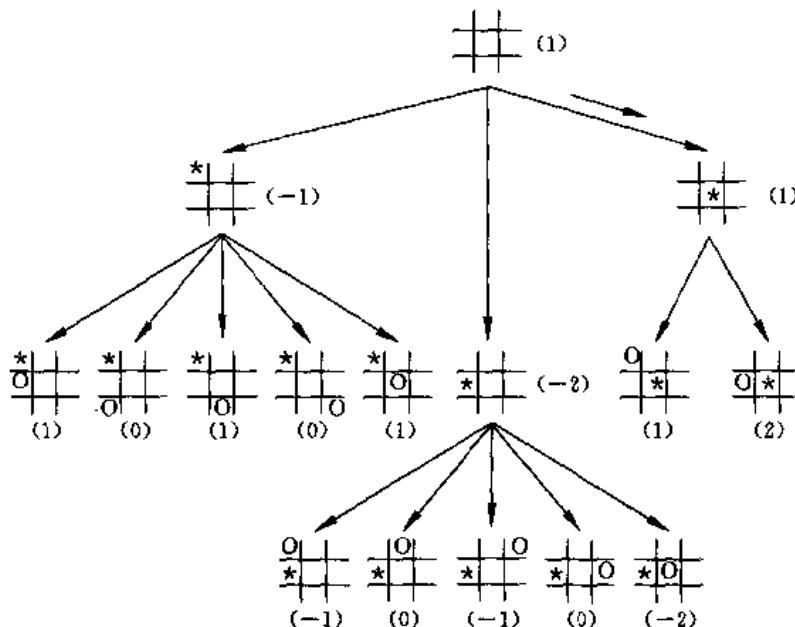 (1)
* (-1)
* (1)
* O (1)
* O (0)
* O (1)
* O (0)
* O (1)
* (-2)
O * (1)
O * (2)
O * (-1)
O * (0)
O * (-1)
* O (0)
* O (-2)